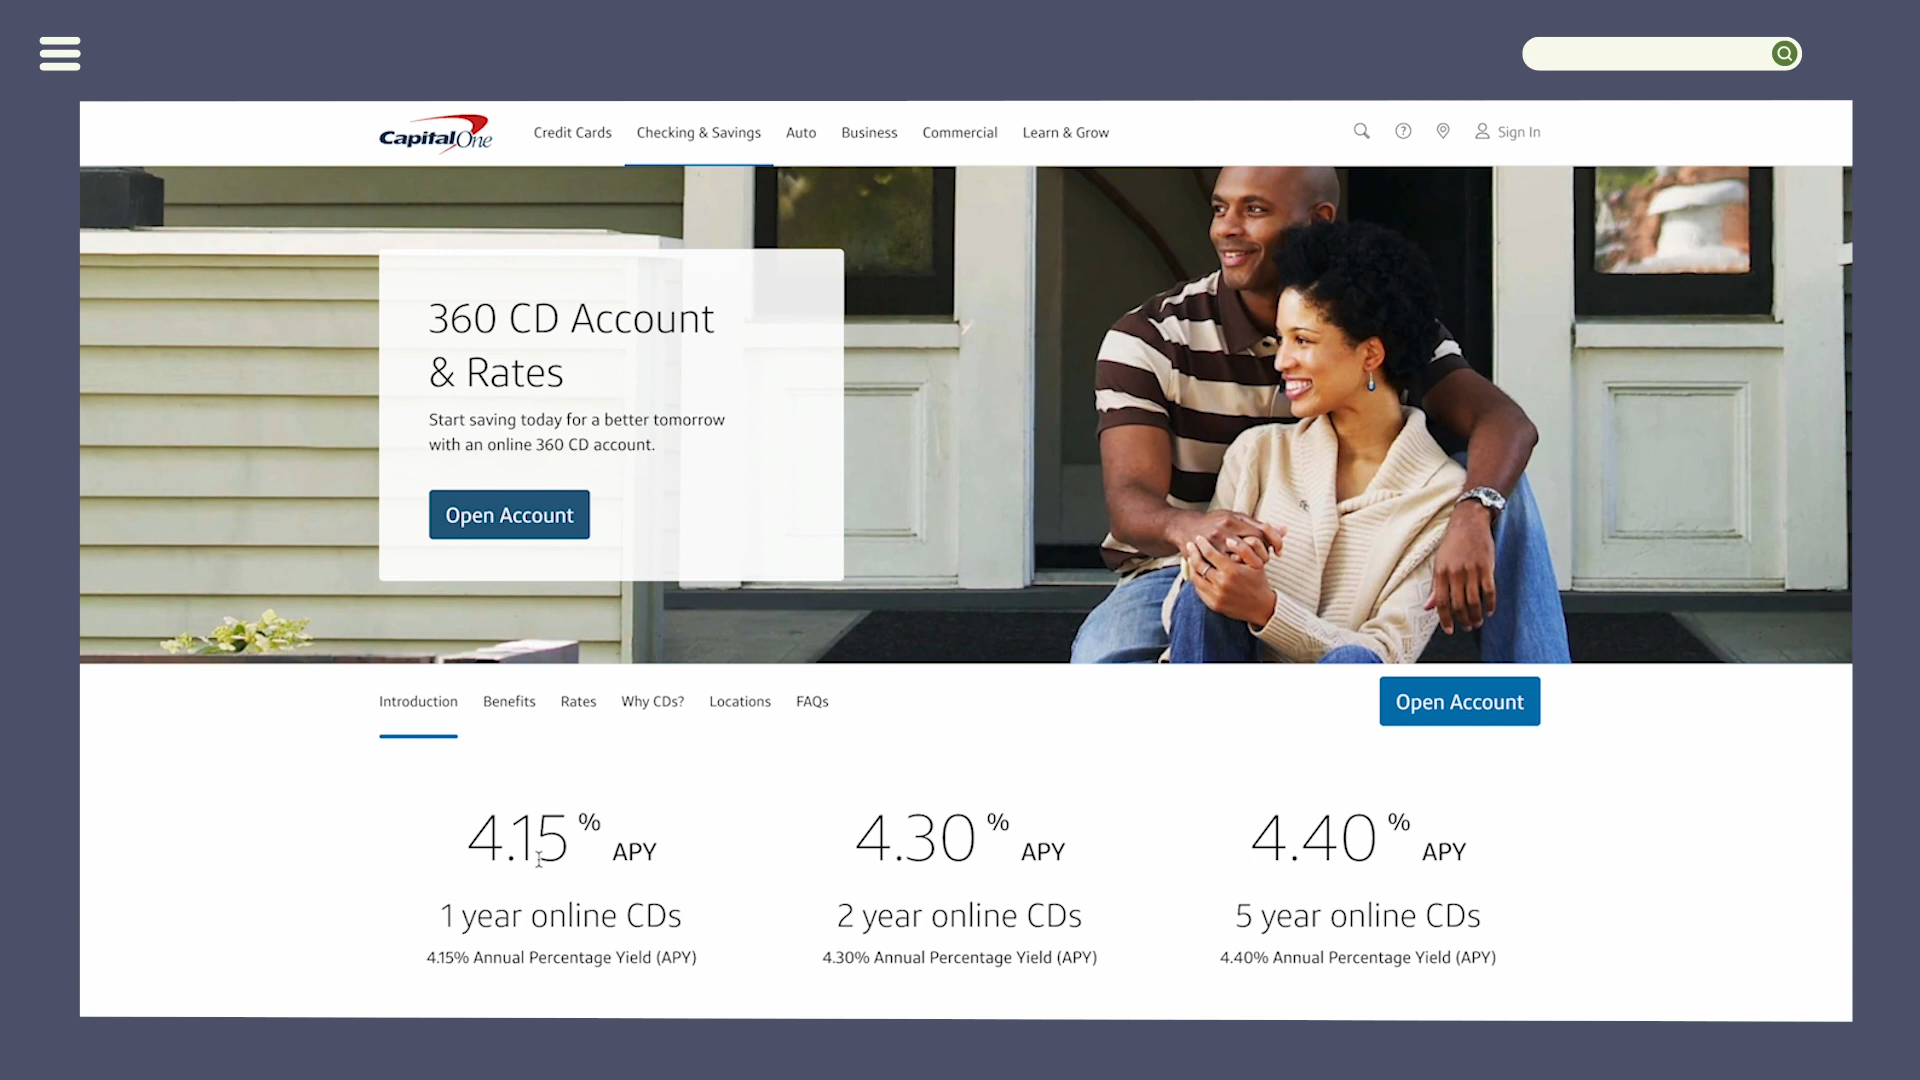 CapitalOne
Credit Cards Checking & Savings Auto Business Commercial Learn & Grow Sign In
360 CD Account
& Rates
Start saving today for a better tomorrow
with an online 360 CD account.
Open Account
Introduction Benefits Rates Why CDs? Locations FAQs
Open Account
4.15% APY
1 year online CDs
4.15% Annual Percentage Yield (APY)
4.30% APY
2 year online CDs
4.30% Annual Percentage Yield (APY)
4.40% APY
5 year online CDs
4.40% Annual Percentage Yield (APY)